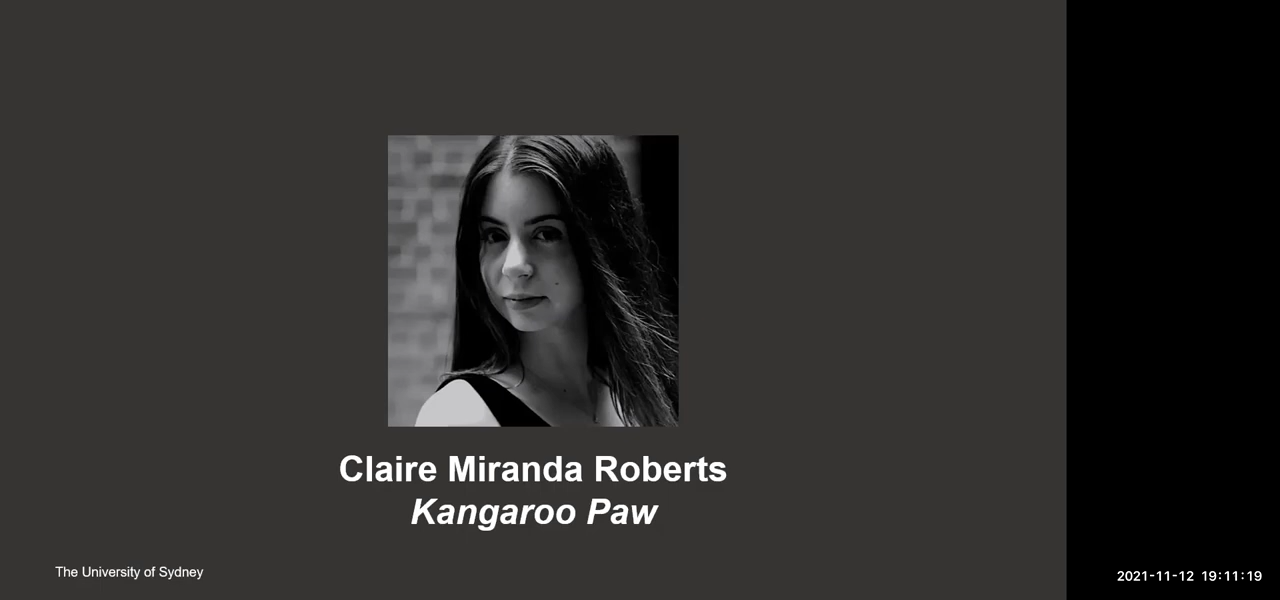 Claire Miranda Roberts
Kangaroo Paw
The University of Sydney
2021-11-12 19:11:19